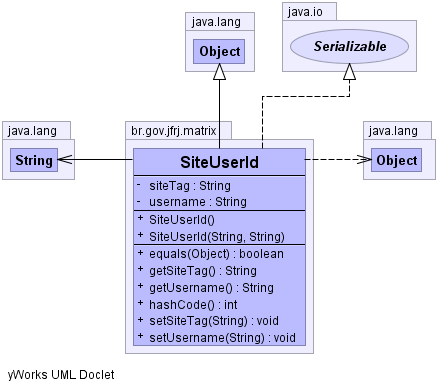 java.lang
Object
java.io
Serializable
java.lang
String
br.gov.jfrj.matrix
SiteUserId
- siteTag : String
- username : String
+ SiteUserId()
+ SiteUserId(String, String)
+ equals(Object) : boolean
+ getSiteTag() : String
+ getUsername() : String
+ hashCode() : int
+ setSiteTag(String) : void
+ setUsername(String) : void
java.lang
Object
yWorks UML Doclet